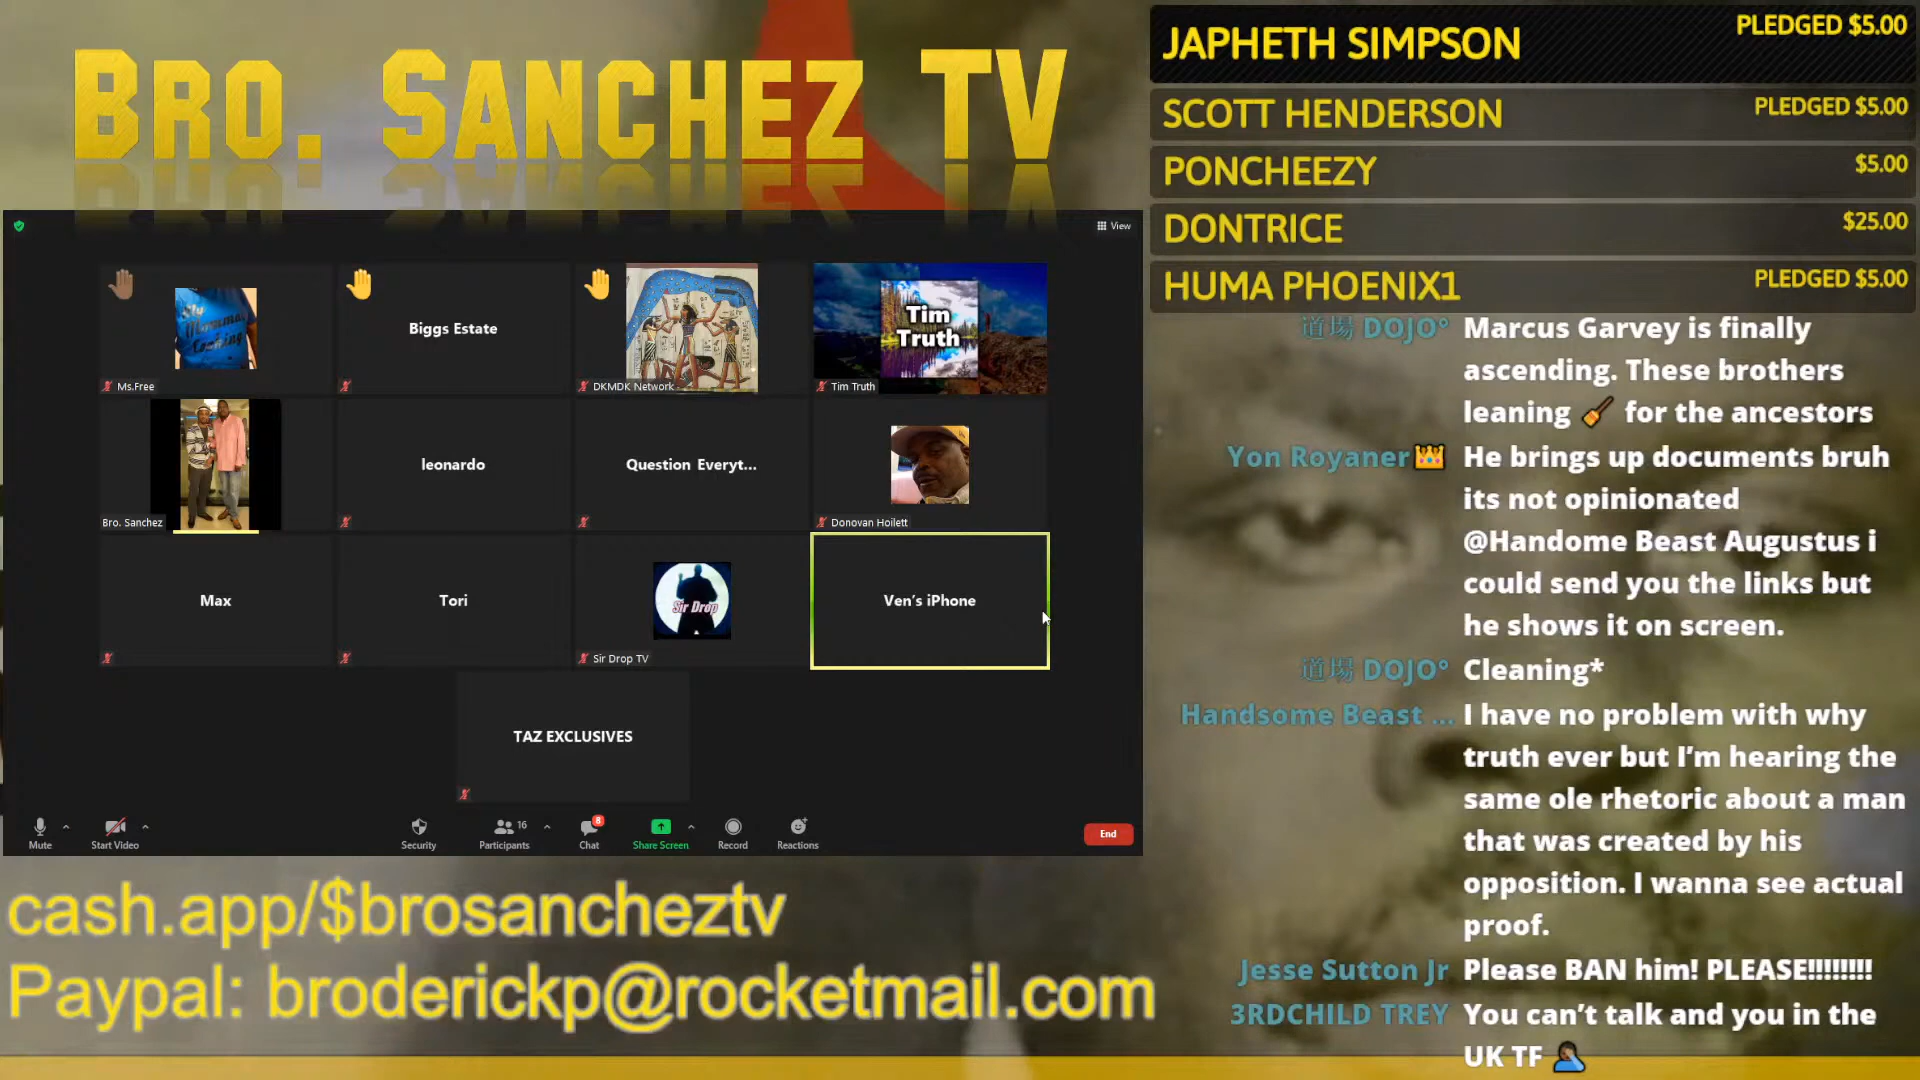 BRO. SANCHEZ TV
View
Ms.Free
Biggs Estate
DKMDK Network
Tim
Truth
Tim Truth
My
Mommas
Cooking
Bro. Sanchez
leonardo
Question Everyt...
Donovan Hoilett
Max
Tori
Sir Drop
Sir Drop TV
Ven's iPhone
TAZ EXCLUSIVES
Mute
Start Video
Security
Participants
16
Chat
8
Share Screen
Record
Reactions
End
cash.app/$brosancheztv
Paypal: broderickp@rocketmail.com
JAPHETH SIMPSON PLEDGED $5.00
SCOTT HENDERSON PLEDGED $5.00
PONCHEEZY $5.00
DONTRICE $25.00
HUMA PHOENIX1 PLEDGED $5.00
道場 DOJO° Marcus Garvey is finally
ascending. These brothers
leaning 🧹 for the ancestors
Yon Royaner👑 He brings up documents bruh
its not opinionated
@Handome Beast Augustus i
could send you the links but
he shows it on screen.
道場 DOJO° Cleaning*
Handsome Beast ... I have no problem with why
truth ever but I'm hearing the
same ole rhetoric about a man
that was created by his
opposition. I wanna see actual
proof.
Jesse Sutton Jr Please BAN him! PLEASE!!!!!!!!
3RDCHILD TREY You can't talk and you in the
UK TF 🤦🏿‍♂️